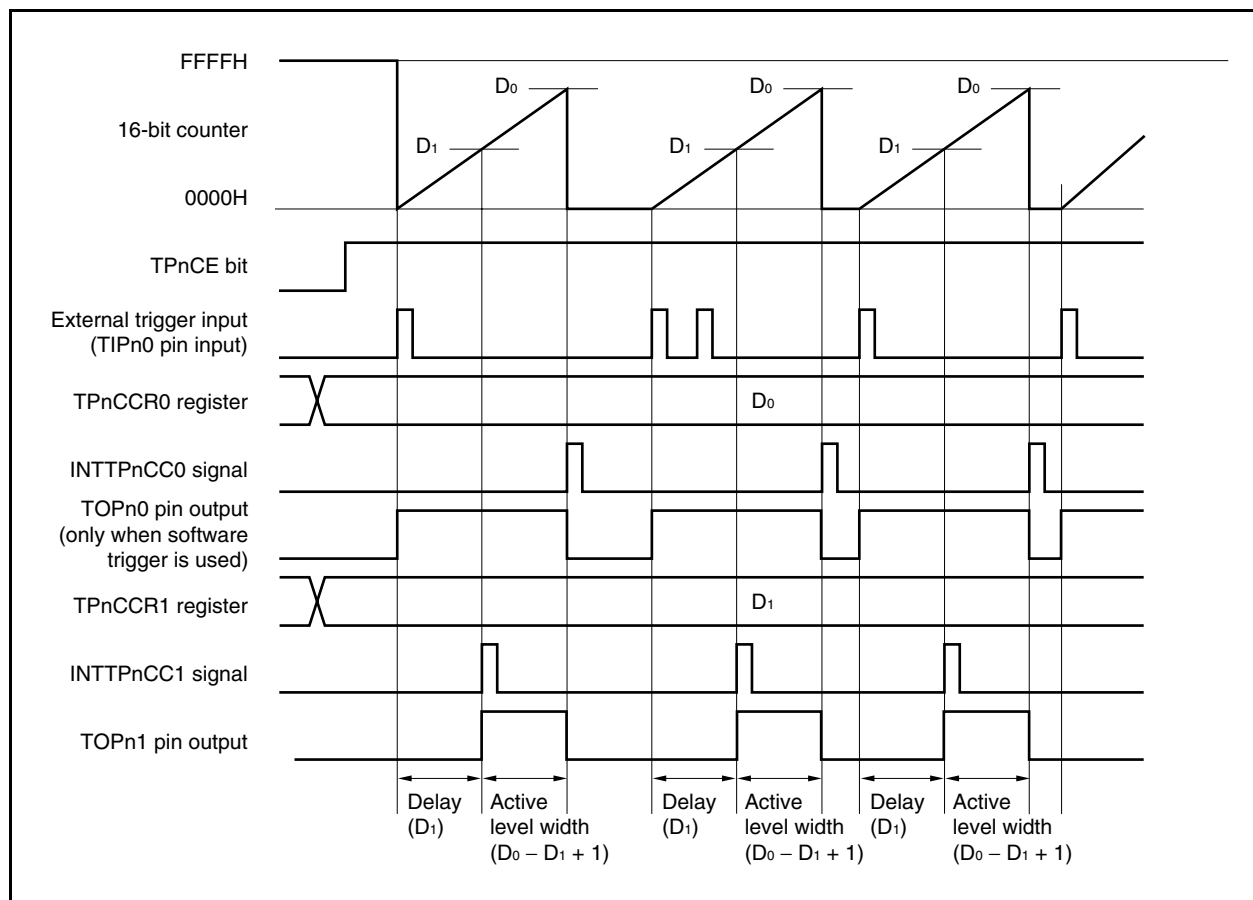 FFFFH
D₀
D₀
D₀
16-bit counter
D₁
D₁
D₁
0000H
TPnCE bit
External trigger input
(TIPn0 pin input)
TPnCCR0 register
D₀
INTTPnCC0 signal
TOPn0 pin output
(only when software
trigger is used)
TPnCCR1 register
D₁
INTTPnCC1 signal
TOPn1 pin output
Delay
(D₁)
Active
level width
(D₀ − D₁ + 1)
Delay
(D₁)
Active
level width
(D₀ − D₁ + 1)
Delay
(D₁)
Active
level width
(D₀ − D₁ + 1)